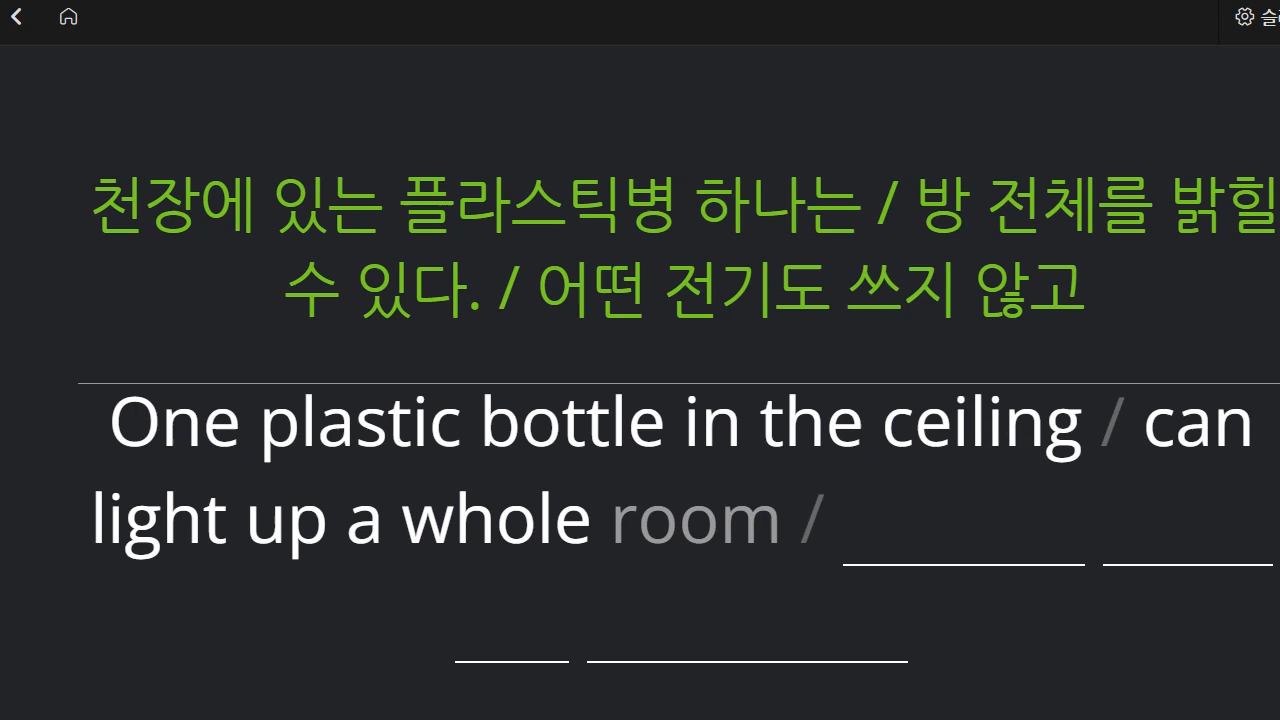 천장에 있는 플라스틱병 하나는 / 방 전체를 밝힐
수 있다. / 어떤 전기도 쓰지 않고
One plastic bottle in the ceiling / can
light up a whole room /